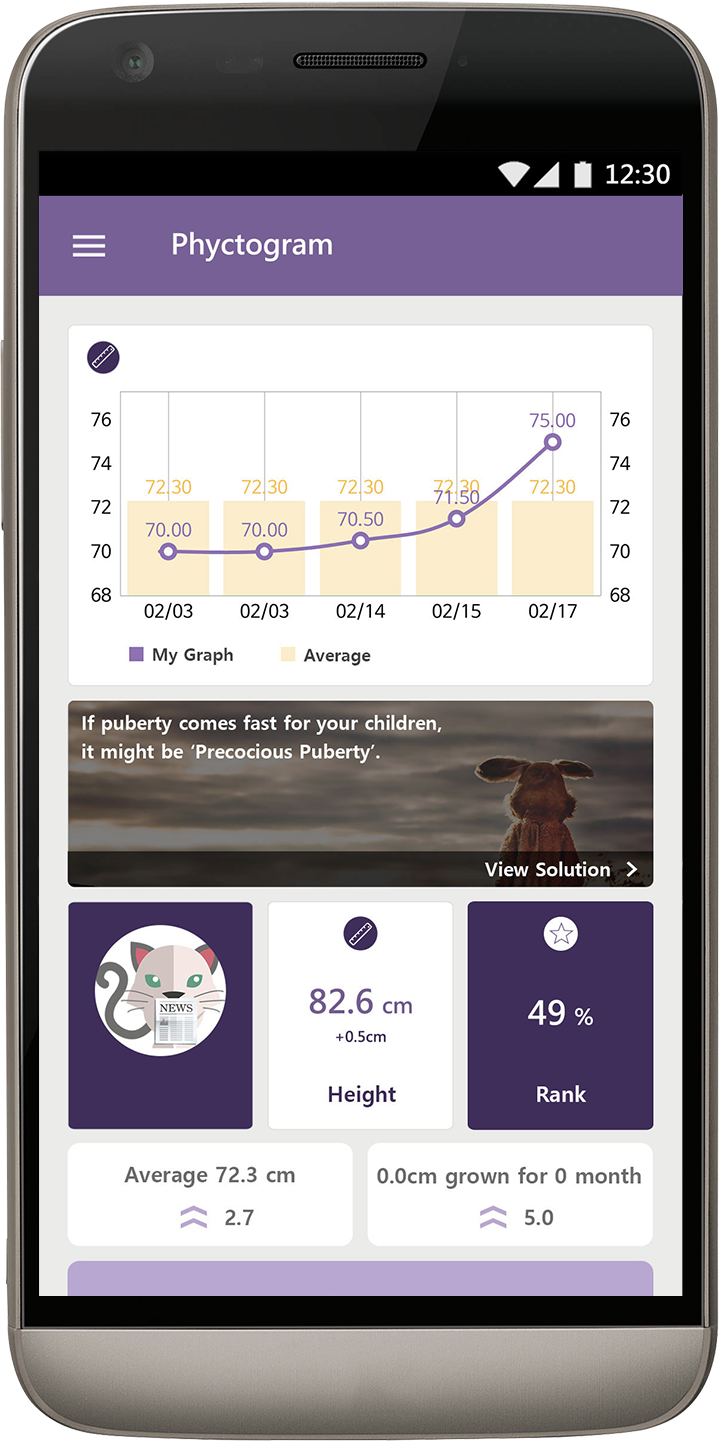 12:30
Phyctogram
76 76
75.00
74 74
72.30 72.30 72.30 72.30 72.30
72 72
71.50
70.50
70.00 70.00
70 70
68 68
02/03 02/03 02/14 02/15 02/17
My Graph Average
If puberty comes fast for your children,
it might be ‘Precocious Puberty’.
View Solution
NEWS
82.6 cm
+0.5cm
Height
49 %
Rank
Average 72.3 cm
2.7
0.0cm grown for 0 month
5.0